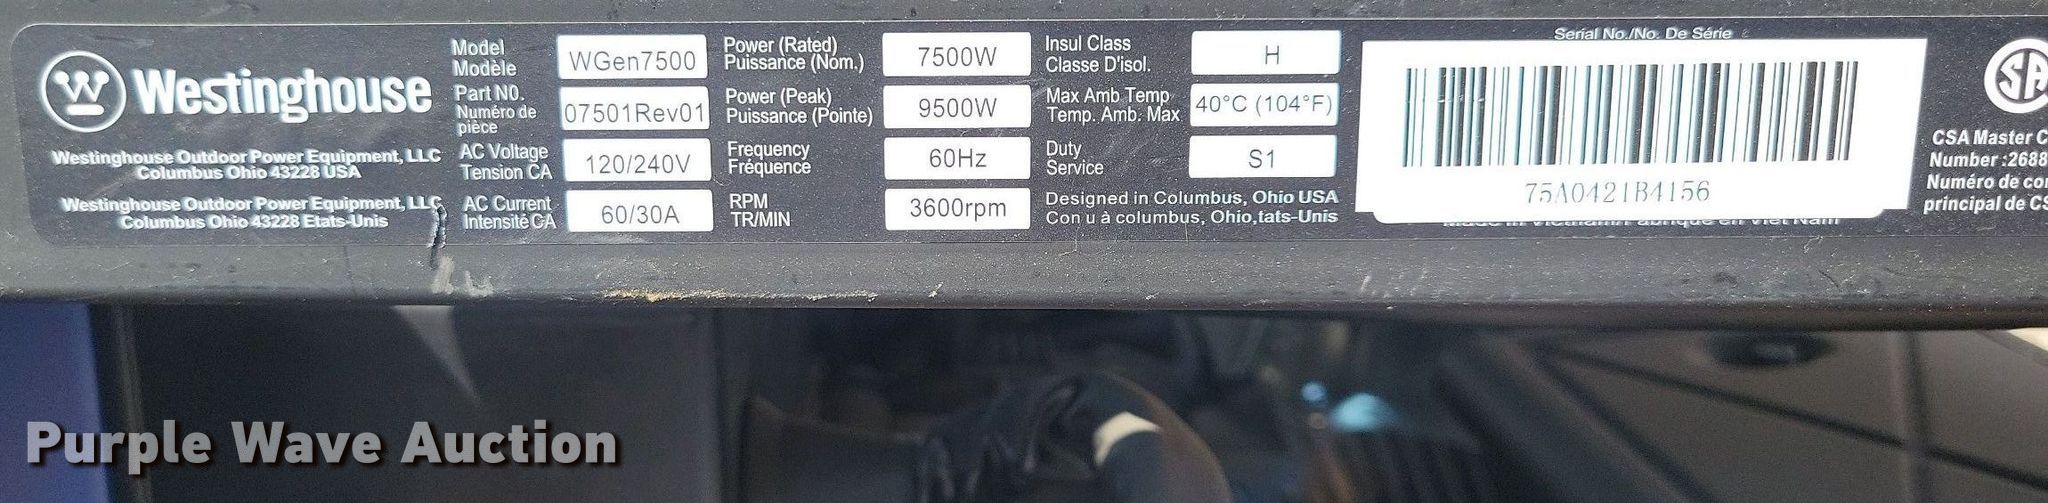 Westinghouse
Westinghouse Outdoor Power Equipment, LLC
Columbus Ohio 43228 USA
Westinghouse Outdoor Power Equipment, LLC
Columbus Ohio 43228 Etats-Unis
Model
Modèle
WGen7500
Part NO.
Numéro de
pièce
07501Rev01
AC Voltage
Tension CA
120/240V
AC Current
Intensité CA
60/30A
Power (Rated)
Puissance (Nom.)
7500W
Power (Peak)
Puissance (Pointe)
9500W
Frequency
Fréquence
60Hz
RPM
TR/MIN
3600rpm
Insul Class
Classe D'isol.
H
Max Amb Temp
Temp. Amb. Max
40°C (104°F)
Duty
Service
S1
Designed in Columbus, Ohio USA
Con u à columbus, Ohio,tats-Unis
Serial No./No. De Série
75A0421B4156
SA
CSA Master C
Number :2688
Numéro de co
principal de CS
Purple Wave Auction